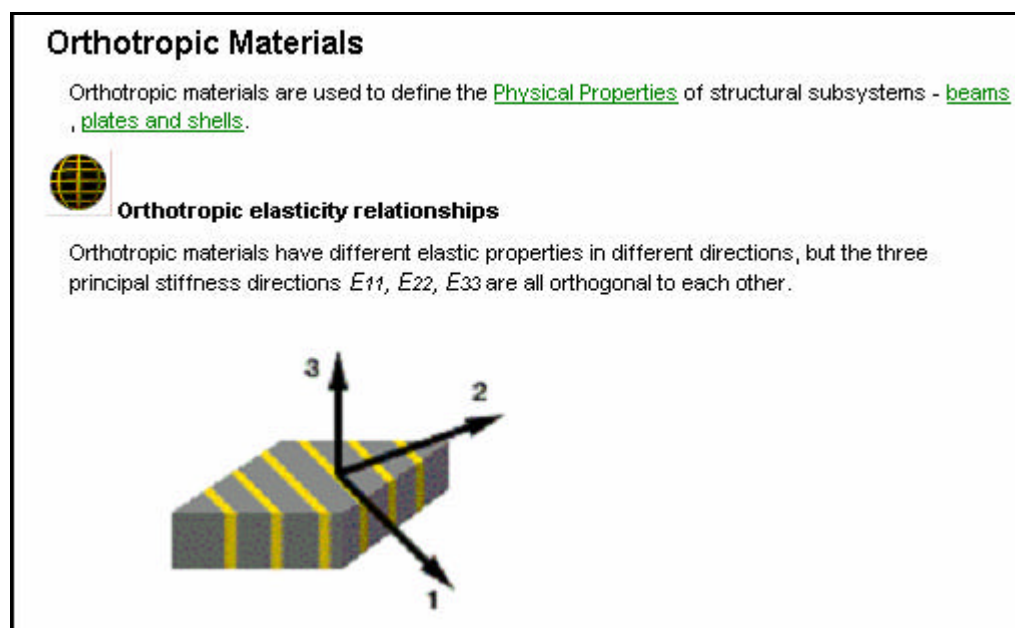 Orthotropic Materials
Orthotropic materials are used to define the Physical Properties of structural subsystems - beams
, plates and shells.
Orthotropic elasticity relationships
Orthotropic materials have different elastic properties in different directions, but the three
principal stiffness directions E11, E22, E33 are all orthogonal to each other.
3
2
1